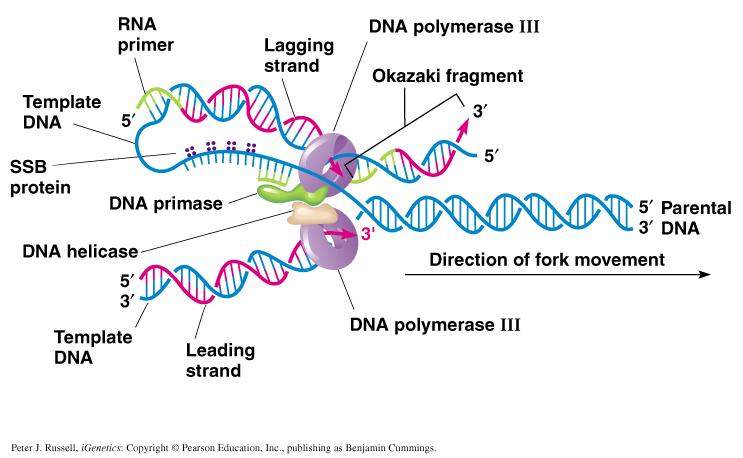 DNA polymerase III
RNA
primer
Lagging
strand
Okazaki fragment
Template
DNA
5′
3′
5′
SSB
protein
DNA primase
5′ Parental
3′ DNA
DNA helicase
3'
Direction of fork movement
5′
3′
DNA polymerase III
Template
DNA
Leading
strand
Peter J. Russell, iGenetics: Copyright © Pearson Education, Inc., publishing as Benjamin Cummings.